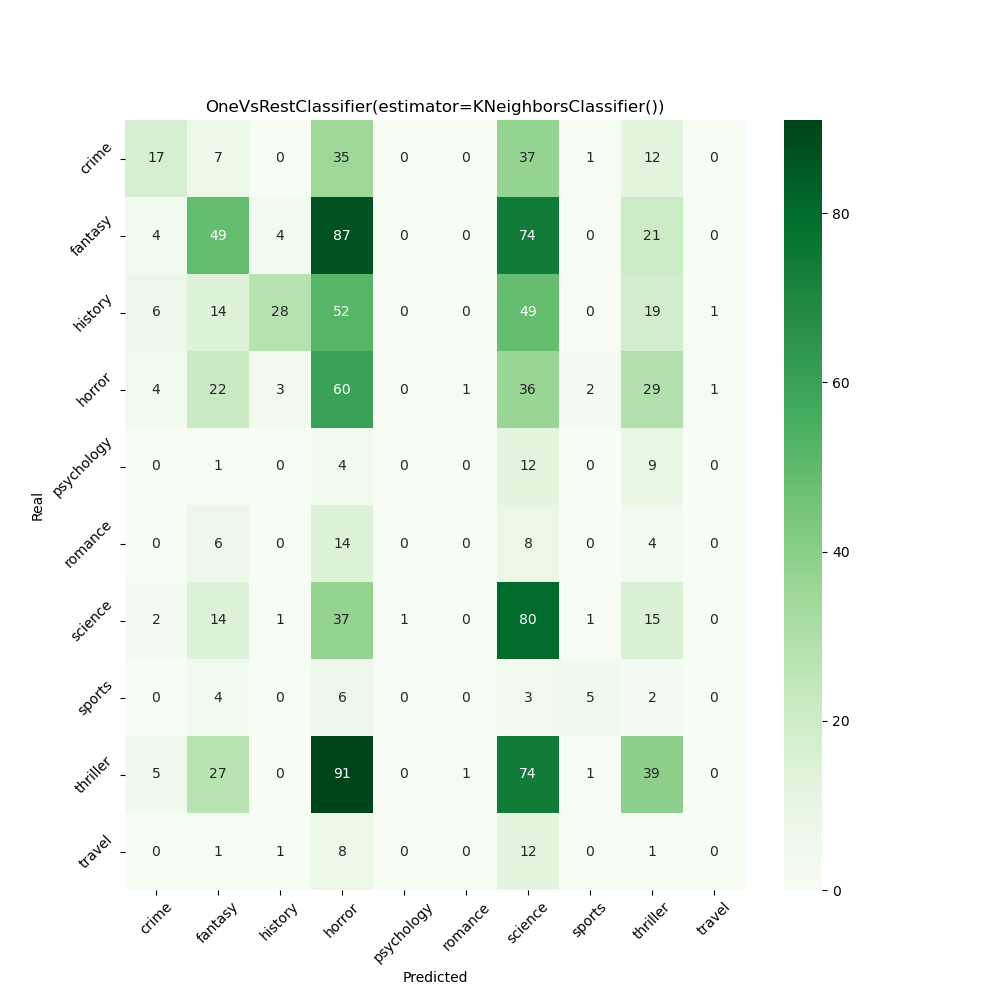 OneVsRestClassifier(estimator=KNeighborsClassifier())
crime 17 7 0 35 0 0 37 1 12 0
fantasy 4 49 4 87 0 0 74 0 21 0
history 6 14 28 52 0 0 49 0 19 1
horror 4 22 3 60 0 1 36 2 29 1
psychology 0 1 0 4 0 0 12 0 9 0
romance 0 6 0 14 0 0 8 0 4 0
science 2 14 1 37 1 0 80 1 15 0
sports 0 4 0 6 0 0 3 5 2 0
thriller 5 27 0 91 0 1 74 1 39 0
travel 0 1 1 8 0 0 12 0 1 0
Real
crime fantasy history horror psychology romance science sports thriller travel
Predicted
80
60
40
20
0